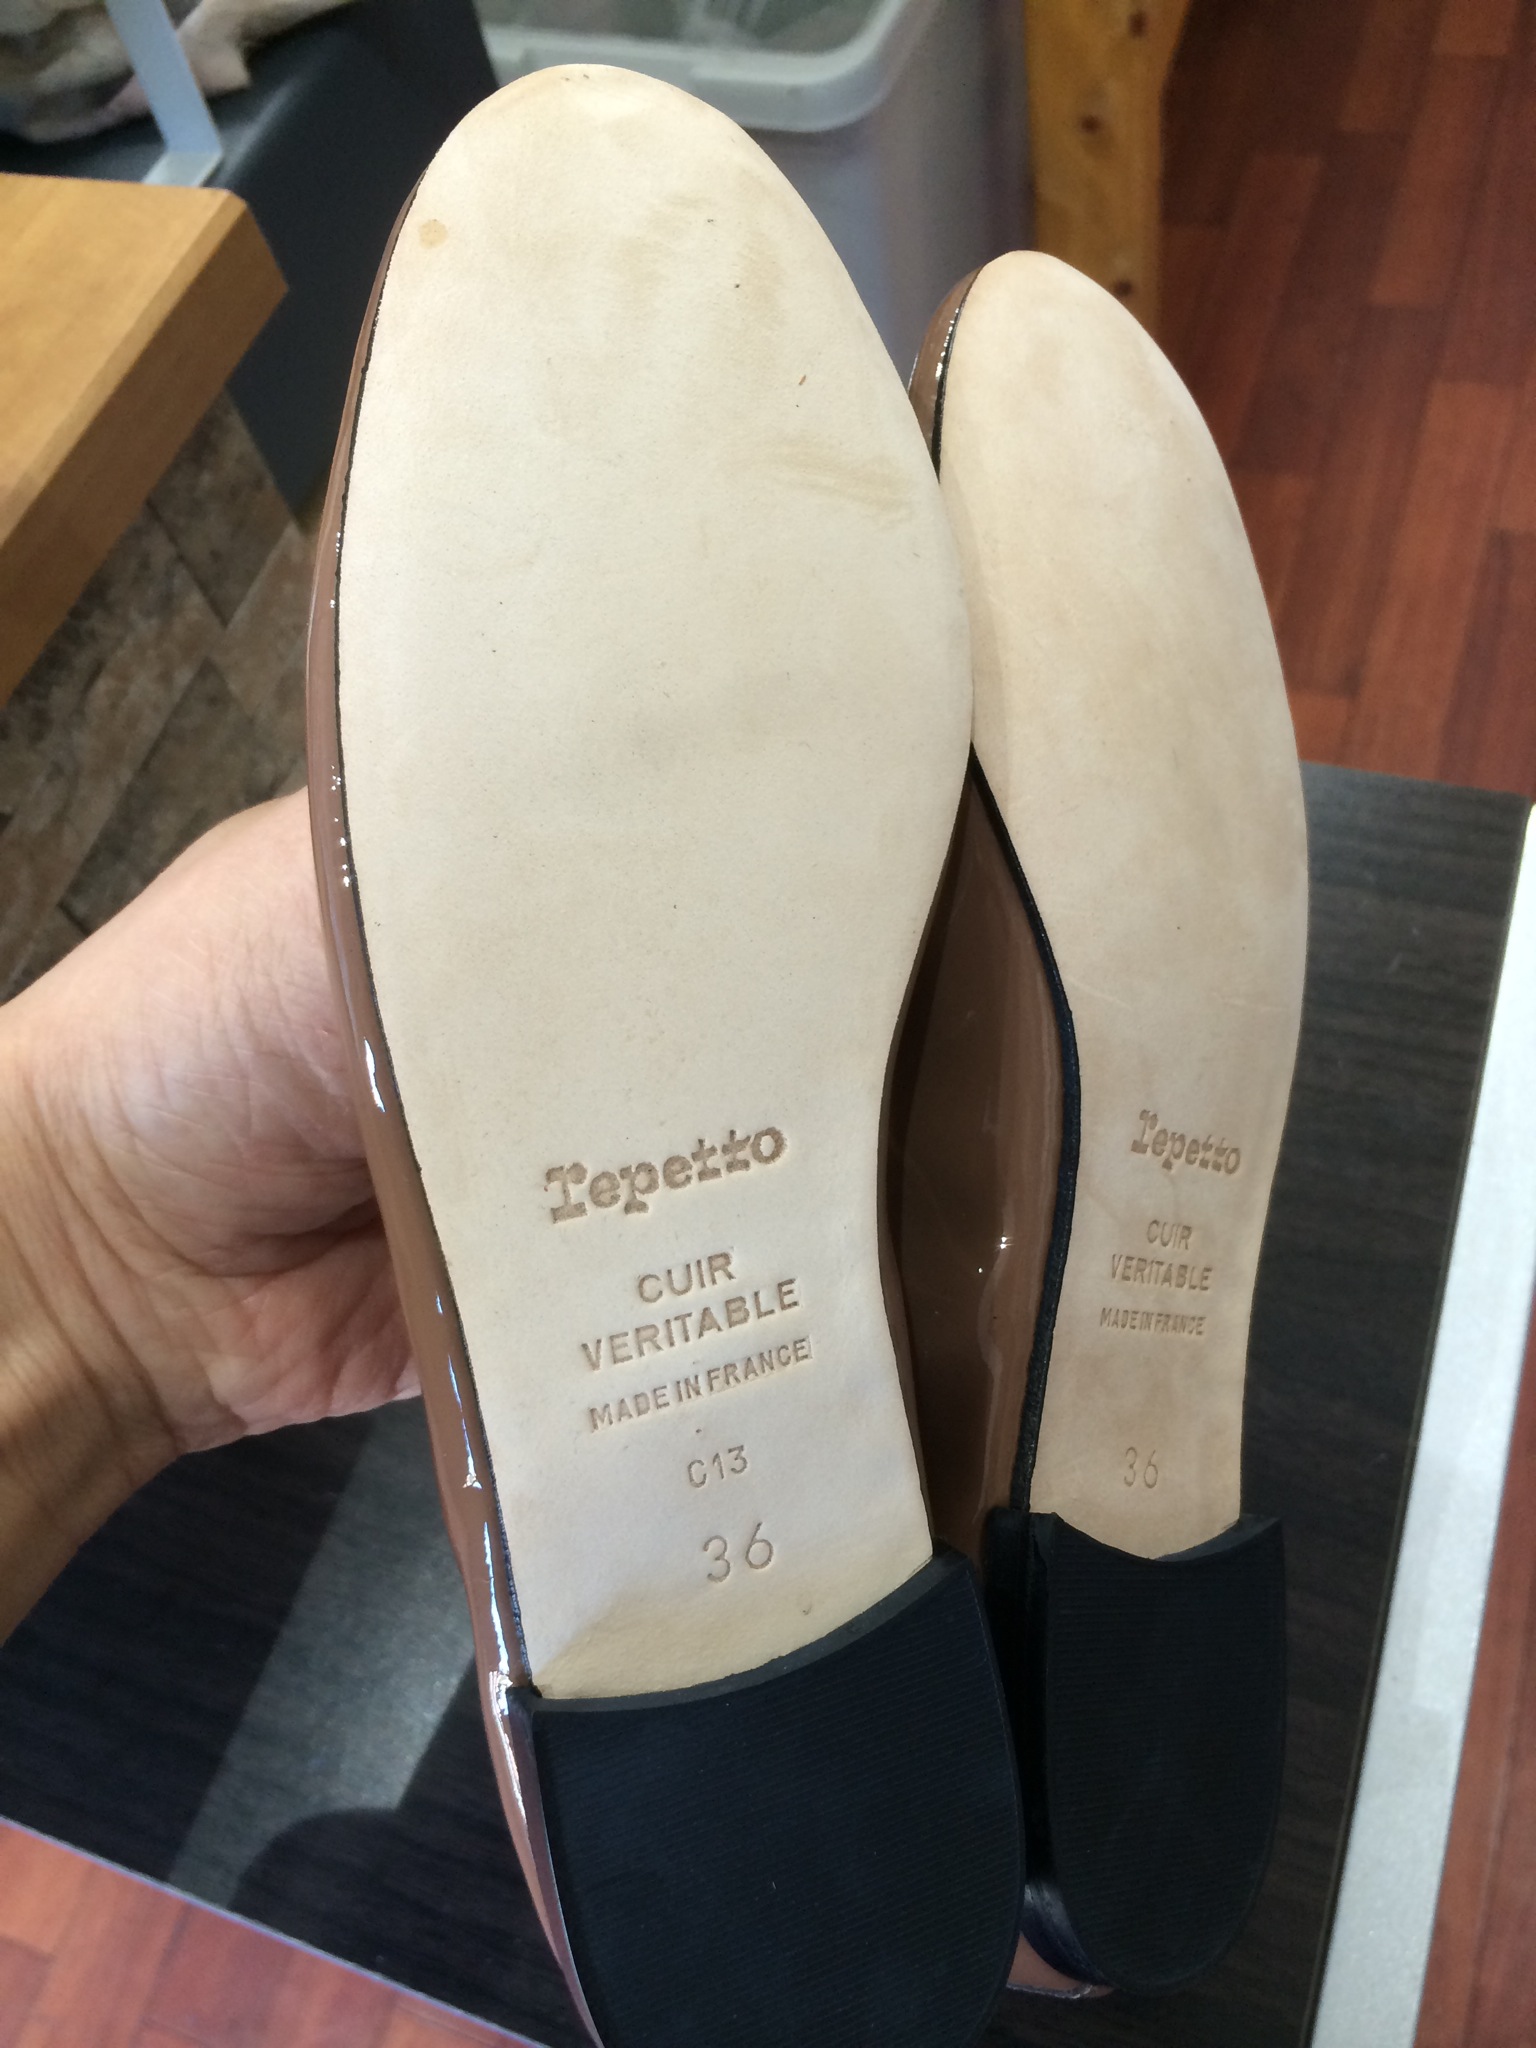 repetto
CUIR
VERITABLE
MADE IN FRANCE
C13
36
repetto
CUIR
VERITABLE
MADE IN FRANCE
36